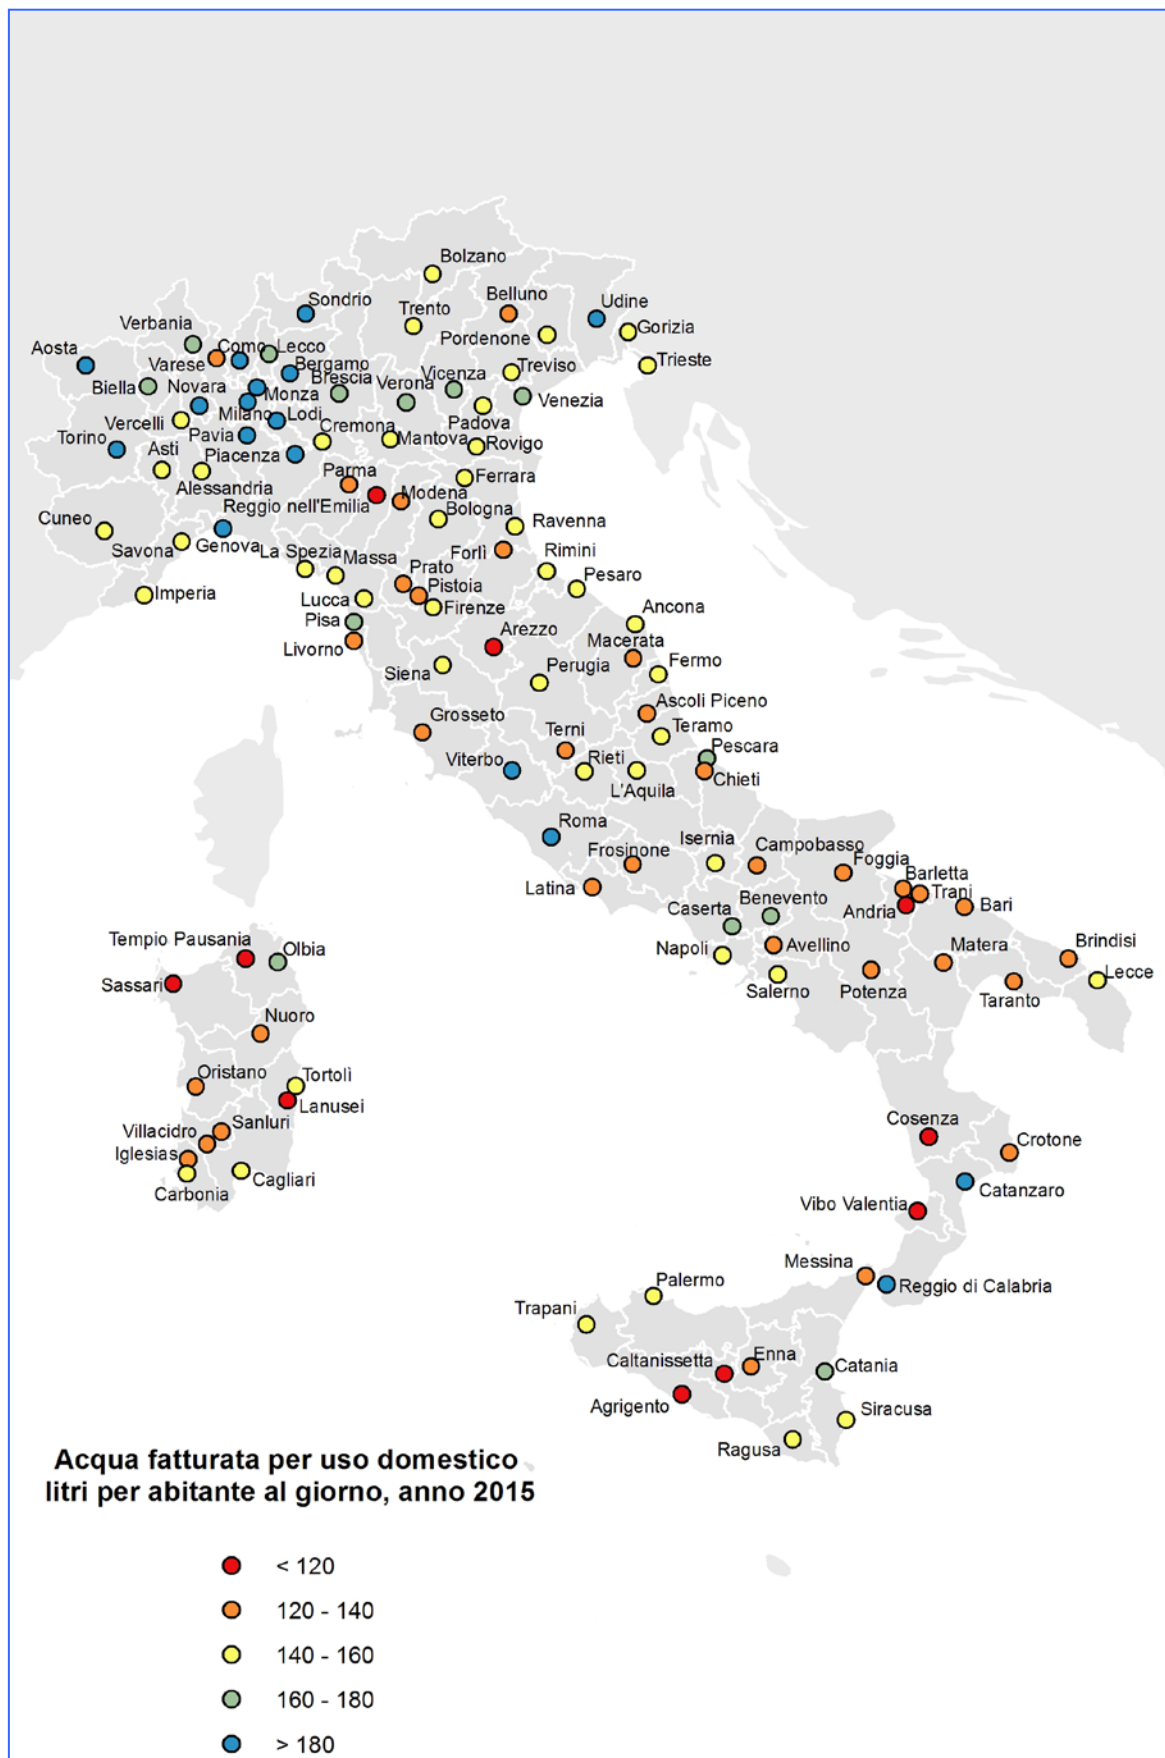 Bolzano
Sondrio
Belluno
Udine
Trento
Verbania
Pordenone
Gorizia
Aosta
Como
Lecco
Varese
Bergamo
Treviso
Trieste
Biella
Novara
Brescia
Verona
Vicenza
Monza
Venezia
Milano
Lodi
Padova
Vercelli
Cremona
Torino
Pavia
Mantova
Rovigo
Asti
Piacenza
Parma
Ferrara
Alessandria
Modena
Reggio nell'Emilia
Bologna
Cuneo
Ravenna
Savona
Genova
La Spezia
Massa
Forlì
Rimini
Prato
Pesaro
Imperia
Pistoia
Lucca
Firenze
Ancona
Pisa
Arezzo
Macerata
Livorno
Siena
Perugia
Fermo
Ascoli Piceno
Grosseto
Terni
Teramo
Viterbo
Rieti
Pescara
L'Aquila
Chieti
Roma
Isernia
Campobasso
Frosinone
Foggia
Barletta
Latina
Trani
Benevento
Caserta
Andria
Bari
Tempio Pausania
Olbia
Napoli
Avellino
Matera
Brindisi
Lecce
Sassari
Salerno
Potenza
Taranto
Nuoro
Oristano
Tortolì
Lanusei
Sanluri
Villacidro
Cosenza
Iglesias
Crotone
Cagliari
Carbonia
Catanzaro
Vibo Valentia
Messina
Palermo
Reggio di Calabria
Trapani
Caltanissetta
Enna
Catania
Agrigento
Siracusa
Ragusa
Acqua fatturata per uso domestico
litri per abitante al giorno, anno 2015
< 120
120 - 140
140 - 160
160 - 180
> 180